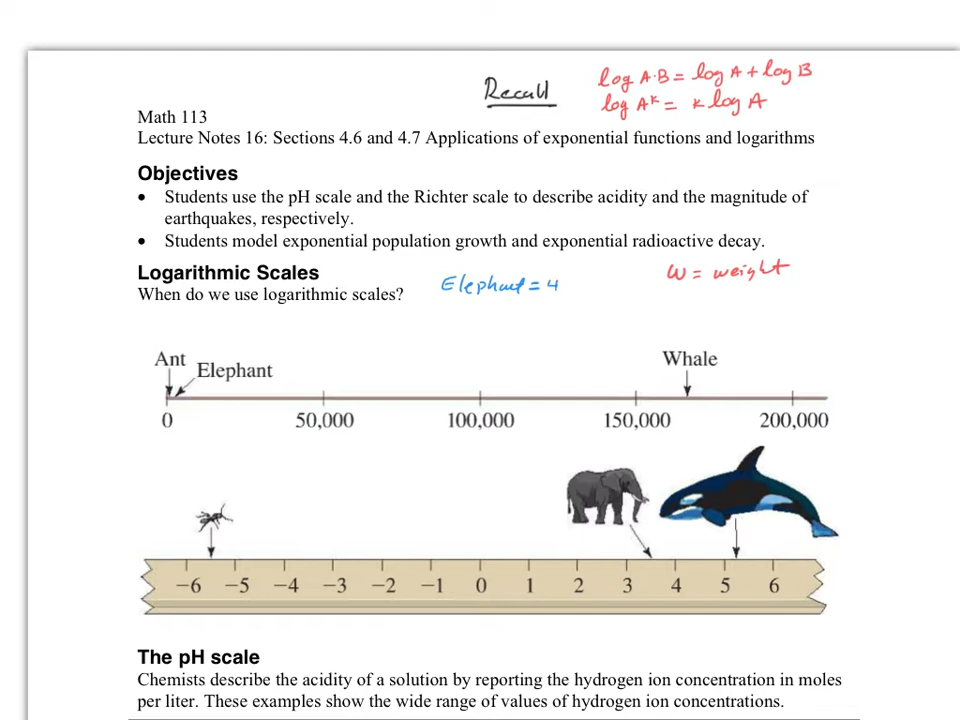 Recall
log A·B = log A + log B
log Aᵏ = k log A
Math 113
Lecture Notes 16: Sections 4.6 and 4.7 Applications of exponential functions and logarithms
Objectives
• Students use the pH scale and the Richter scale to describe acidity and the magnitude of
earthquakes, respectively.
• Students model exponential population growth and exponential radioactive decay.
Logarithmic Scales
W = weight
When do we use logarithmic scales?
Elephant = 4
Ant
Elephant
Whale
0 50,000 100,000 150,000 200,000
−6 −5 −4 −3 −2 −1 0 1 2 3 4 5 6
The pH scale
Chemists describe the acidity of a solution by reporting the hydrogen ion concentration in moles
per liter. These examples show the wide range of values of hydrogen ion concentrations.